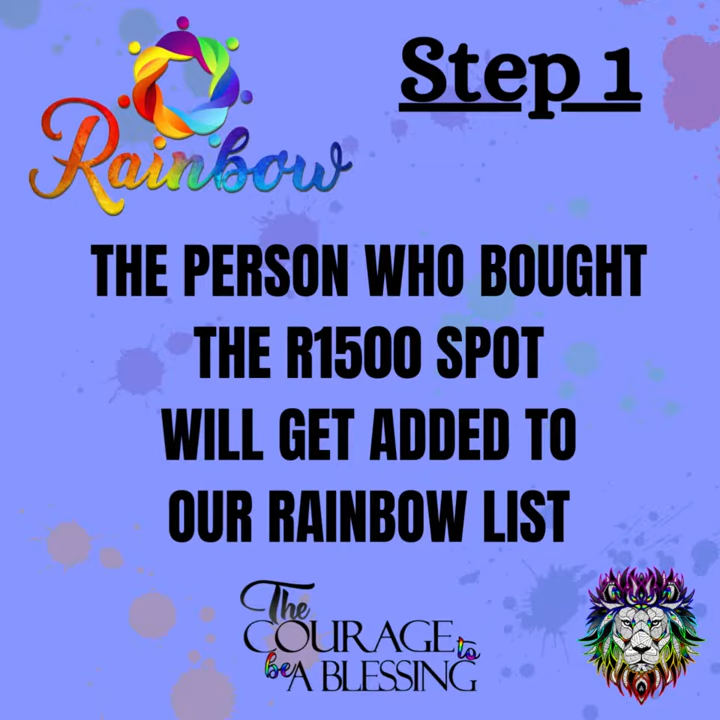 Step 1
Rainbow
THE PERSON WHO BOUGHT
THE R1500 SPOT
WILL GET ADDED TO
OUR RAINBOW LIST
The
COURAGE to
be A BLESSING